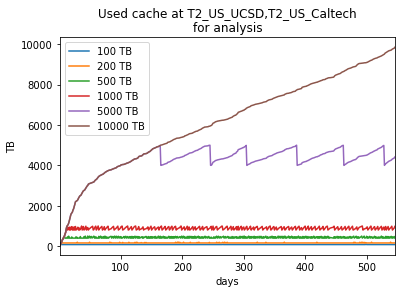 Used cache at T2_US_UCSD,T2_US_Caltech
for analysis
100 TB
200 TB
500 TB
1000 TB
5000 TB
10000 TB
TB
10000
8000
6000
4000
2000
0
100
200
300
400
500
days